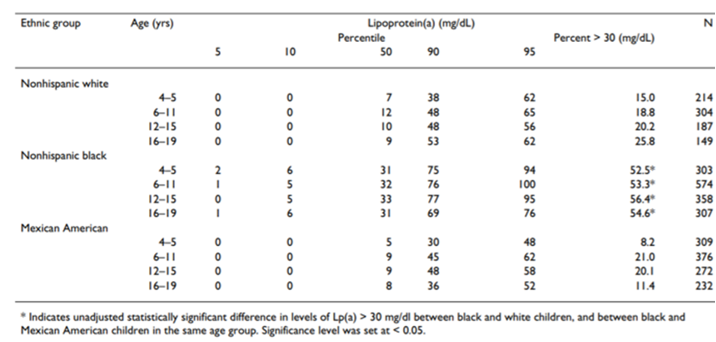 Ethnic group Age (yrs) Lipoprotein(a) (mg/dL) N
Percentile Percent > 30 (mg/dL)
5 10 50 90 95
Nonhispanic white
4–5 0 0 7 38 62 15.0 214
6–11 0 0 12 48 65 18.8 304
12–15 0 0 10 48 56 20.2 187
16–19 0 0 9 53 62 25.8 149
Nonhispanic black
4–5 2 6 31 75 94 52.5* 303
6–11 1 5 32 76 100 53.3* 574
12–15 0 5 33 77 95 56.4* 358
16–19 1 6 31 69 76 54.6* 307
Mexican American
4–5 0 0 5 30 48 8.2 309
6–11 0 0 9 45 62 21.0 376
12–15 0 0 9 48 58 20.1 272
16–19 0 0 8 36 52 11.4 232
* Indicates unadjusted statistically significant difference in levels of Lp(a) > 30 mg/dl between black and white children, and between black and
Mexican American children in the same age group. Significance level was set at < 0.05.